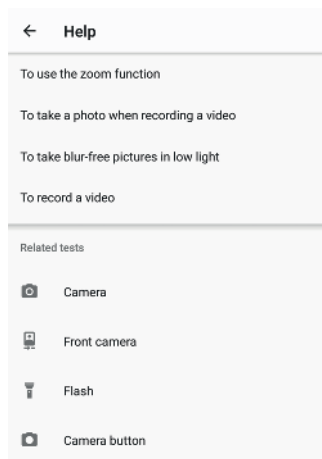 Help
To use the zoom function
To take a photo when recording a video
To take blur-free pictures in low light
To record a video
Related tests
Camera
Front camera
Flash
Camera button